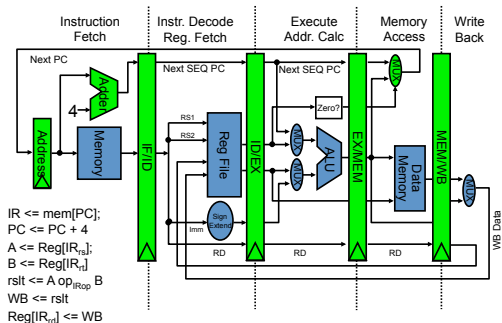 Instruction
Fetch
Instr. Decode
Reg. Fetch
Execute
Addr. Calc
Memory
Access
Write
Back
Next PC
Next SEQ PC
Next SEQ PC
MUX
Adder
4
Zero?
RS1
RS2
Address
Memory
IF/ID
Reg File
ID/EX
MUX
MUX
ALU
EX/MEM
Data
Memory
MEM/WB
MUX
Imm
Sign
Extend
RD
RD
RD
WB Data
IR <= mem[PC];
PC <= PC + 4
A <= Reg[IRrs];
B <= Reg[IRrt]
rslt <= A opIRop B
WB <= rslt
Reg[IRrd] <= WB